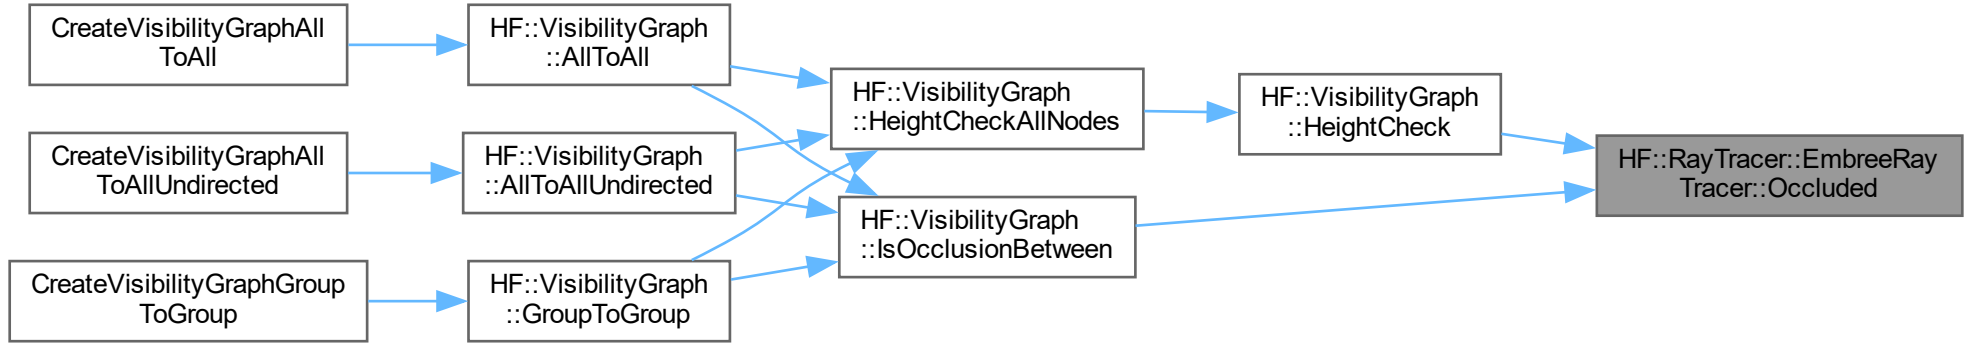 CreateVisibilityGraphAll
ToAll
HF::VisibilityGraph
::AllToAll
CreateVisibilityGraphAll
ToAllUndirected
HF::VisibilityGraph
::AllToAllUndirected
CreateVisibilityGraphGroup
ToGroup
HF::VisibilityGraph
::GroupToGroup
HF::VisibilityGraph
::HeightCheckAllNodes
HF::VisibilityGraph
::IsOcclusionBetween
HF::VisibilityGraph
::HeightCheck
HF::RayTracer::EmbreeRay
Tracer::Occluded